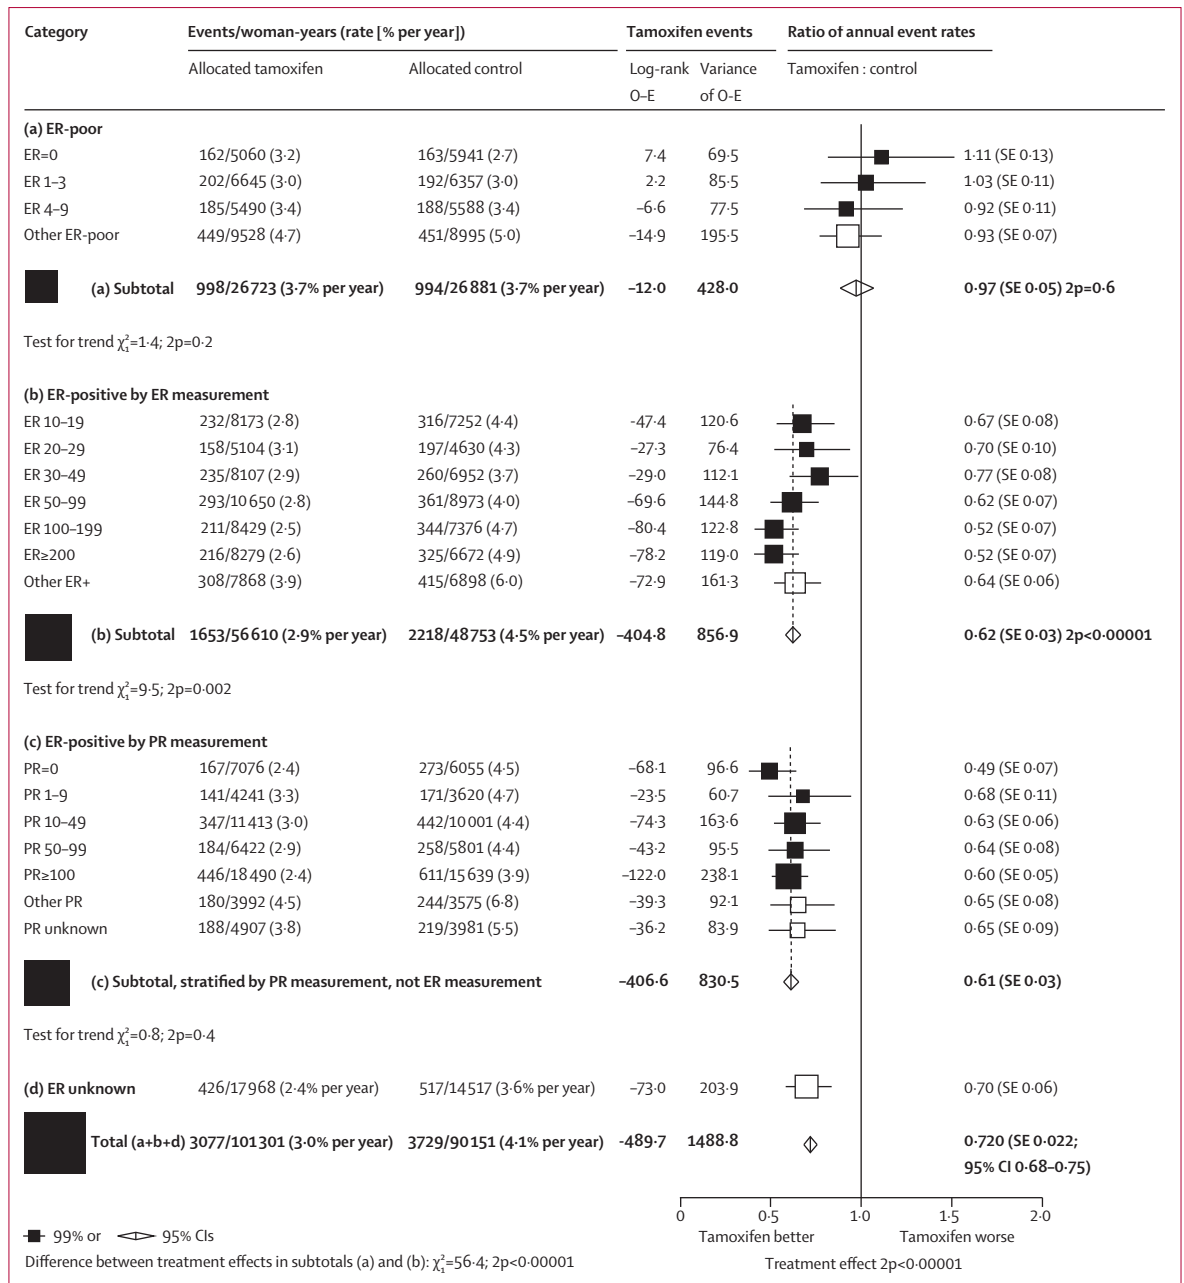 Category Events/woman-years (rate [% per year]) Tamoxifen events Ratio of annual event rates
Allocated tamoxifen Allocated control Log-rank Variance Tamoxifen : control
O–E of O-E
(a) ER-poor
ER=0 162/5060 (3·2) 163/5941 (2·7) 7·4 69·5 1·11 (SE 0·13)
ER 1–3 202/6645 (3·0) 192/6357 (3·0) 2·2 85·5 1·03 (SE 0·11)
ER 4–9 185/5490 (3·4) 188/5588 (3·4) –6·6 77·5 0·92 (SE 0·11)
Other ER-poor 449/9528 (4·7) 451/8995 (5·0) –14·9 195·5 0·93 (SE 0·07)
(a) Subtotal 998/26 723 (3·7% per year) 994/26 881 (3·7% per year) –12·0 428·0 0·97 (SE 0·05) 2p=0·6
Test for trend χ²₁=1·4; 2p=0·2
(b) ER-positive by ER measurement
ER 10–19 232/8173 (2·8) 316/7252 (4·4) -47·4 120·6 0·67 (SE 0·08)
ER 20–29 158/5104 (3·1) 197/4630 (4·3) –27·3 76·4 0·70 (SE 0·10)
ER 30–49 235/8107 (2·9) 260/6952 (3·7) –29·0 112·1 0·77 (SE 0·08)
ER 50–99 293/10 650 (2·8) 361/8973 (4·0) –69·6 144·8 0·62 (SE 0·07)
ER 100–199 211/8429 (2·5) 344/7376 (4·7) –80·4 122·8 0·52 (SE 0·07)
ER≥200 216/8279 (2·6) 325/6672 (4·9) –78·2 119·0 0·52 (SE 0·07)
Other ER+ 308/7868 (3·9) 415/6898 (6·0) –72·9 161·3 0·64 (SE 0·06)
(b) Subtotal 1653/56 610 (2·9% per year) 2218/48 753 (4·5% per year) –404·8 856·9 0·62 (SE 0·03) 2p<0·00001
Test for trend χ²₁=9·5; 2p=0·002
(c) ER-positive by PR measurement
PR=0 167/7076 (2·4) 273/6055 (4·5) –68·1 96·6 0·49 (SE 0·07)
PR 1–9 141/4241 (3·3) 171/3620 (4·7) –23·5 60·7 0·68 (SE 0·11)
PR 10–49 347/11 413 (3·0) 442/10 001 (4·4) –74·3 163·6 0·63 (SE 0·06)
PR 50–99 184/6422 (2·9) 258/5801 (4·4) –43·2 95·5 0·64 (SE 0·08)
PR≥100 446/18 490 (2·4) 611/15 639 (3·9) –122·0 238·1 0·60 (SE 0·05)
Other PR 180/3992 (4·5) 244/3575 (6·8) –39·3 92·1 0·65 (SE 0·08)
PR unknown 188/4907 (3·8) 219/3981 (5·5) –36·2 83·9 0·65 (SE 0·09)
(c) Subtotal, stratified by PR measurement, not ER measurement –406·6 830·5 0·61 (SE 0·03)
Test for trend χ²₁=0·8; 2p=0·4
(d) ER unknown 426/17 968 (2·4% per year) 517/14 517 (3·6% per year) –73·0 203·9 0·70 (SE 0·06)
Total (a+b+d) 3077/101 301 (3·0% per year) 3729/90 151 (4·1% per year) -489·7 1488·8 0·720 (SE 0·022;
95% CI 0·68–0·75)
0 0·5 1·0 1·5 2·0
99% or 95% CIs Tamoxifen better Tamoxifen worse
Difference between treatment effects in subtotals (a) and (b): χ²₁=56·4; 2p<0·00001 Treatment effect 2p<0·00001